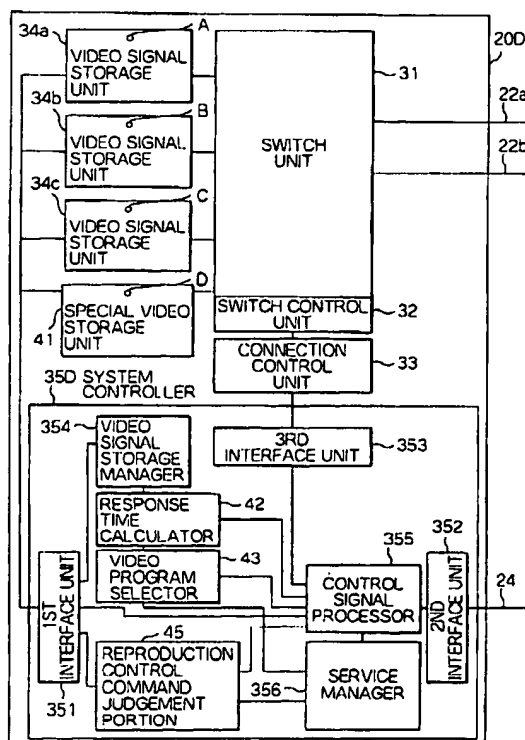 34a
A
VIDEO SIGNAL
STORAGE
UNIT
20D
31
22a
34b
B
VIDEO SIGNAL
STORAGE
UNIT
SWITCH
UNIT
22b
34c
C
VIDEO SIGNAL
STORAGE
UNIT
D
SPECIAL VIDEO
STORAGE
UNIT
41
SWITCH CONTROL
UNIT
32
CONNECTION
CONTROL
UNIT
33
35D SYSTEM
CONTROLLER
354
VIDEO
SIGNAL
STORAGE
MANAGER
3RD INTERFACE UNIT
353
RESPONSE
TIME
CALCULATOR
42
352
VIDEO
PROGRAM
SELECTOR
43
355
CONTROL
SIGNAL
PROCESSOR
2ND
INTERFACE UNIT
24
1ST
INTERFACE UNIT
351
45
REPRODUCTION
CONTROL
COMMAND
JUDGEMENT
PORTION
356
SERVICE
MANAGER